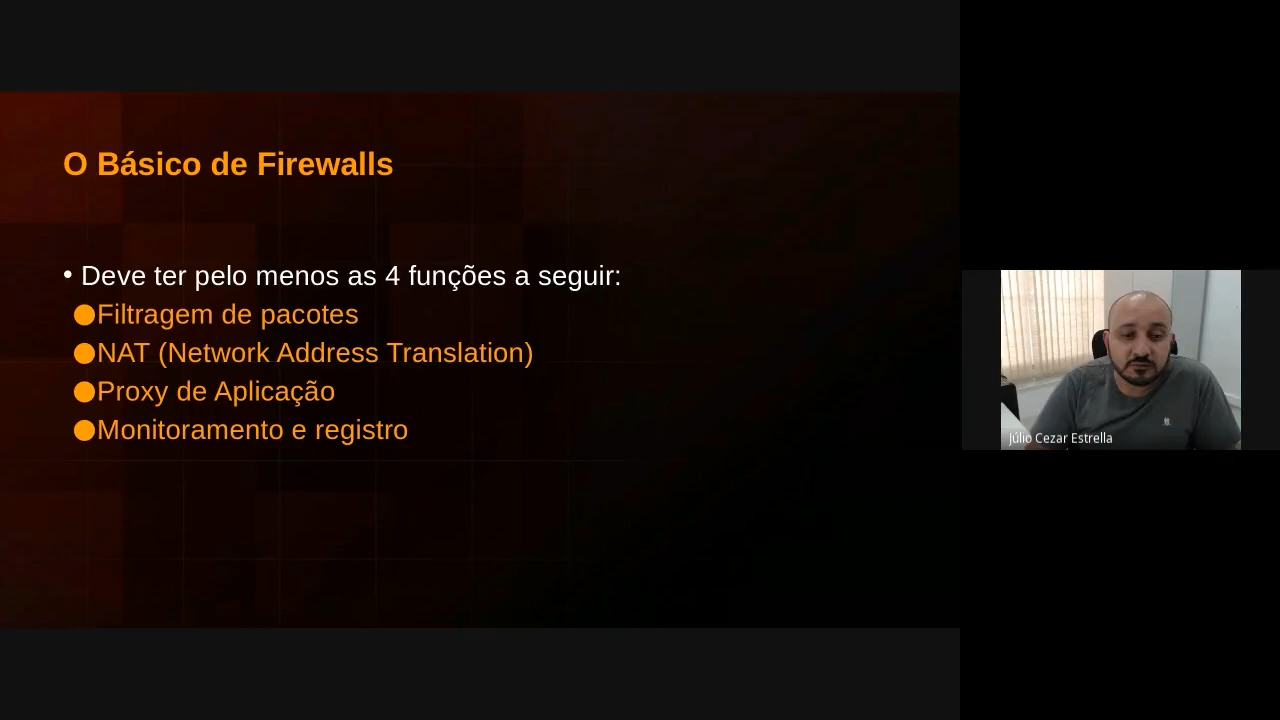 O Básico de Firewalls
• Deve ter pelo menos as 4 funções a seguir:
●Filtragem de pacotes
●NAT (Network Address Translation)
●Proxy de Aplicação
●Monitoramento e registro
Júlio Cezar Estrella